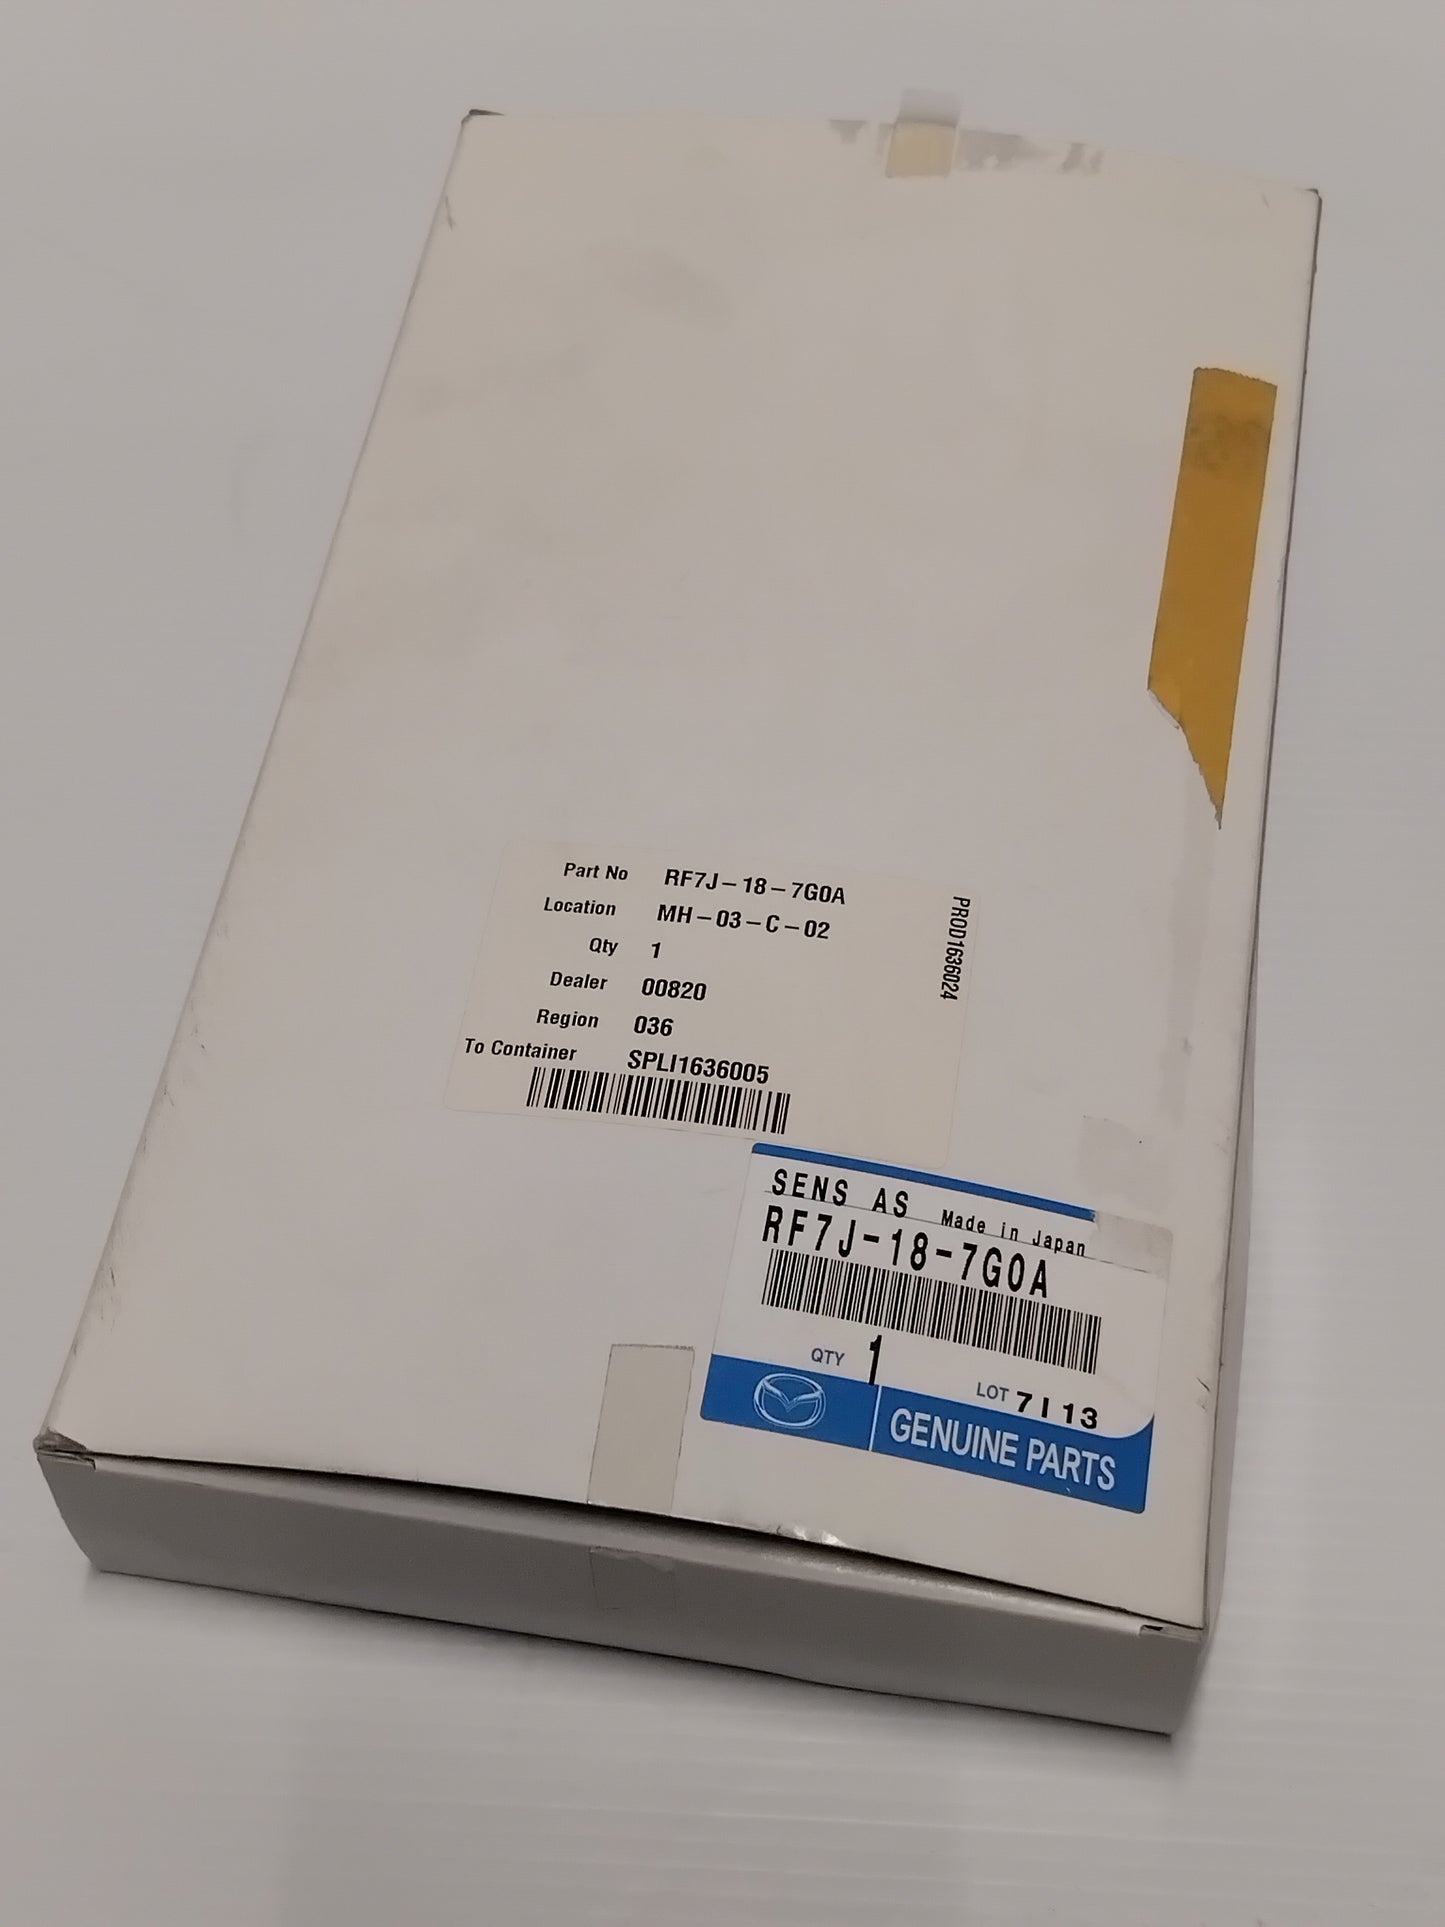 Part No RF7J-18-7G0A
Location MH-03-C-02
Qty 1
Dealer 00820
Region 036
To Container SPLI1636005
PROD1636024
SENS AS Made in Japan
RF7J-18-7G0A
QTY 1
LOT 7I13
GENUINE PARTS